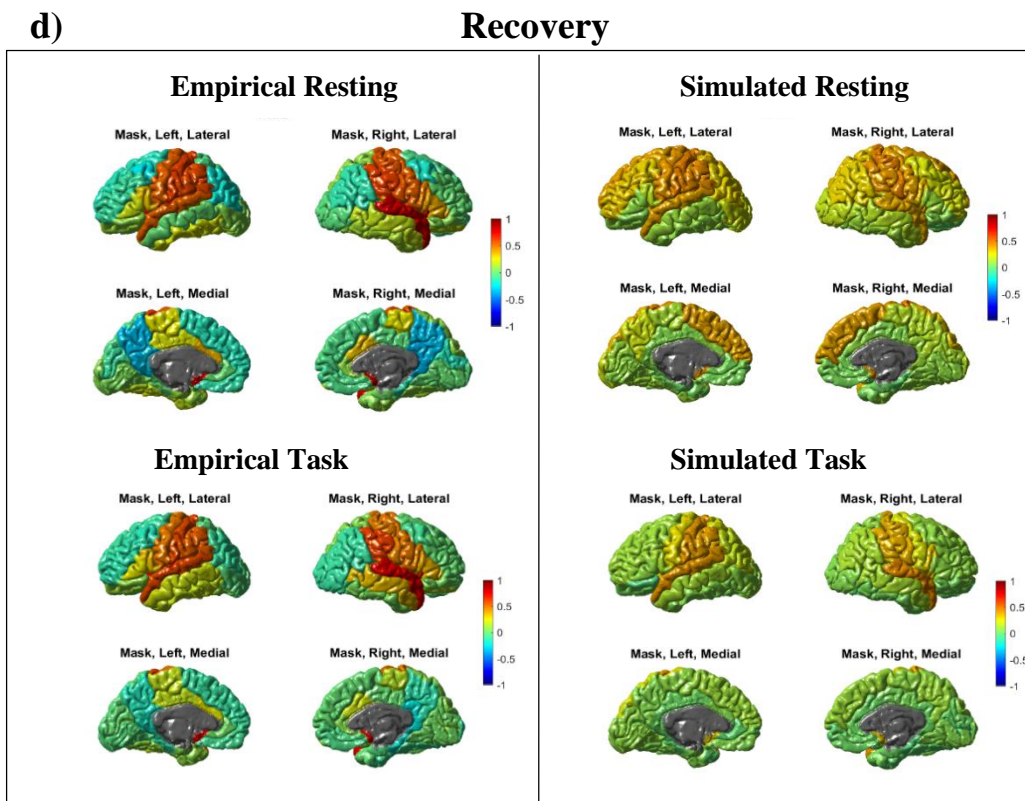 d) Recovery
Empirical Resting
Mask, Left, Lateral Mask, Right, Lateral
1
0.5
0
-0.5
-1
Mask, Left, Medial Mask, Right, Medial
Simulated Resting
Mask, Left, Lateral Mask, Right, Lateral
1
0.5
0
-0.5
-1
Mask, Left, Medial Mask, Right, Medial
Empirical Task
Mask, Left, Lateral Mask, Right, Lateral
1
0.5
0
-0.5
-1
Mask, Left, Medial Mask, Right, Medial
Simulated Task
Mask, Left, Lateral Mask, Right, Lateral
1
0.5
0
-0.5
-1
Mask, Left, Medial Mask, Right, Medial